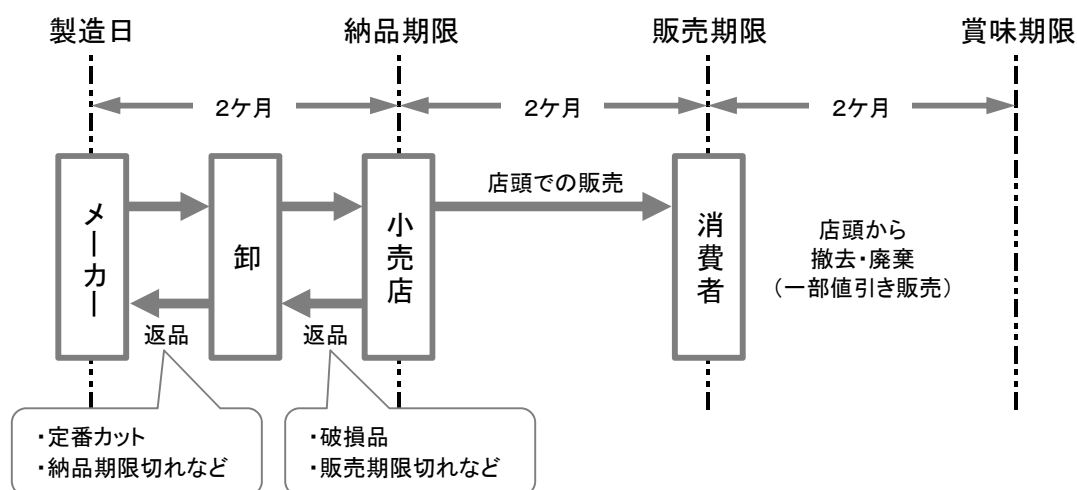 製造日
納品期限
販売期限
賞味期限
2ケ月
2ケ月
2ケ月
メーカー
卸
小売店
消費者
店頭での販売
店頭から
撤去・廃棄
(一部値引き販売)
返品
返品
・定番カット
・納品期限切れなど
・破損品
・販売期限切れなど